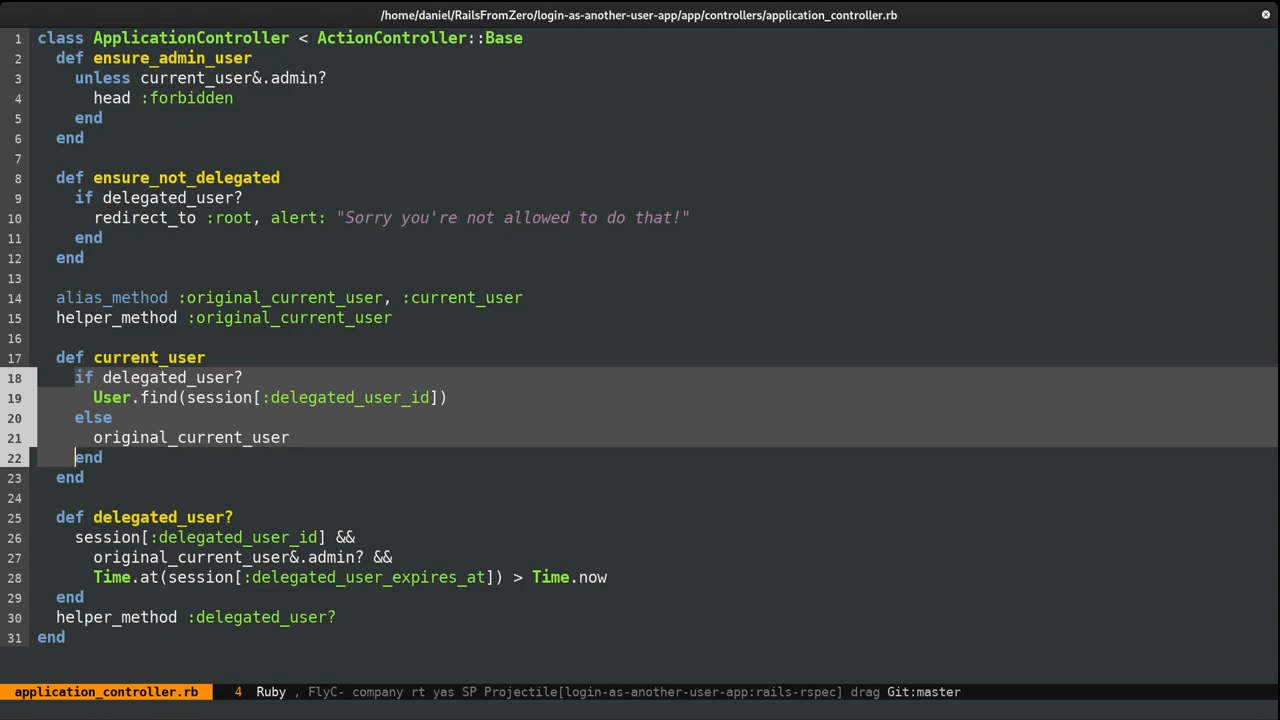 /home/daniel/RailsFromZero/login-as-another-user-app/app/controllers/application_controller.rb
1 class ApplicationController < ActionController::Base
2   def ensure_admin_user
3     unless current_user&.admin?
4       head :forbidden
5     end
6   end
7
8   def ensure_not_delegated
9     if delegated_user?
10       redirect_to :root, alert: "Sorry you're not allowed to do that!"
11     end
12   end
13
14   alias_method :original_current_user, :current_user
15   helper_method :original_current_user
16
17   def current_user
18     if delegated_user?
19       User.find(session[:delegated_user_id])
20     else
21       original_current_user
22     end
23   end
24
25   def delegated_user?
26     session[:delegated_user_id] &&
27       original_current_user&.admin? &&
28       Time.at(session[:delegated_user_expires_at]) > Time.now
29   end
30   helper_method :delegated_user?
31 end
application_controller.rb 4 Ruby , FlyC- company rt yas SP Projectile[login-as-another-user-app:rails-rspec] drag Git:master